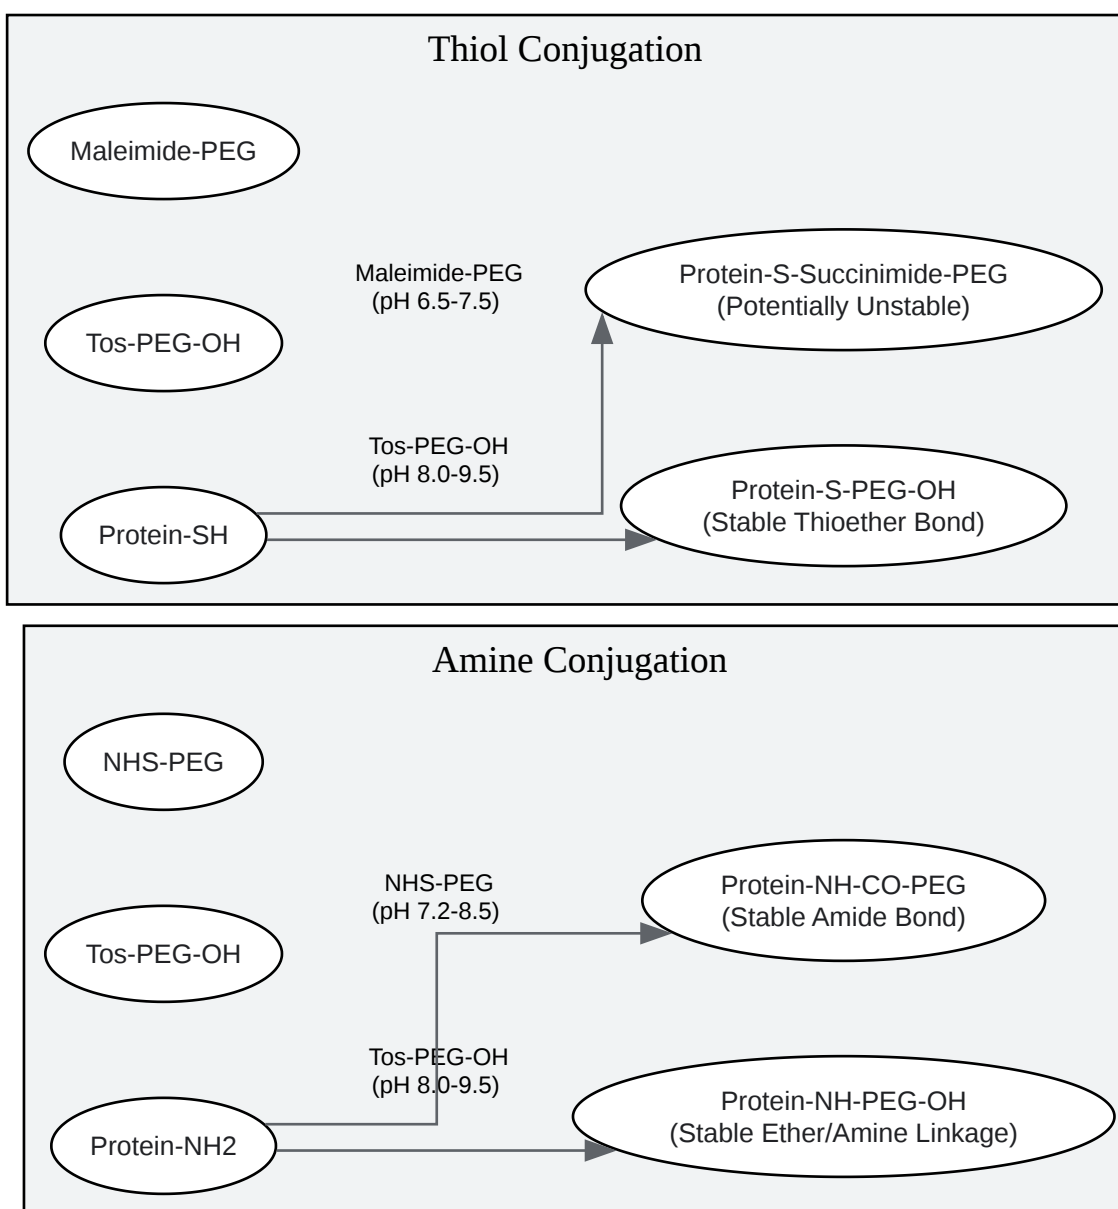 Thiol Conjugation
Maleimide-PEG
Maleimide-PEG
(pH 6.5-7.5)
Protein-S-Succinimide-PEG
(Potentially Unstable)
Tos-PEG-OH
Tos-PEG-OH
(pH 8.0-9.5)
Protein-S-PEG-OH
(Stable Thioether Bond)
Protein-SH
Amine Conjugation
NHS-PEG
NHS-PEG
(pH 7.2-8.5)
Protein-NH-CO-PEG
(Stable Amide Bond)
Tos-PEG-OH
Tos-PEG-OH
(pH 8.0-9.5)
Protein-NH-PEG-OH
(Stable Ether/Amine Linkage)
Protein-NH2